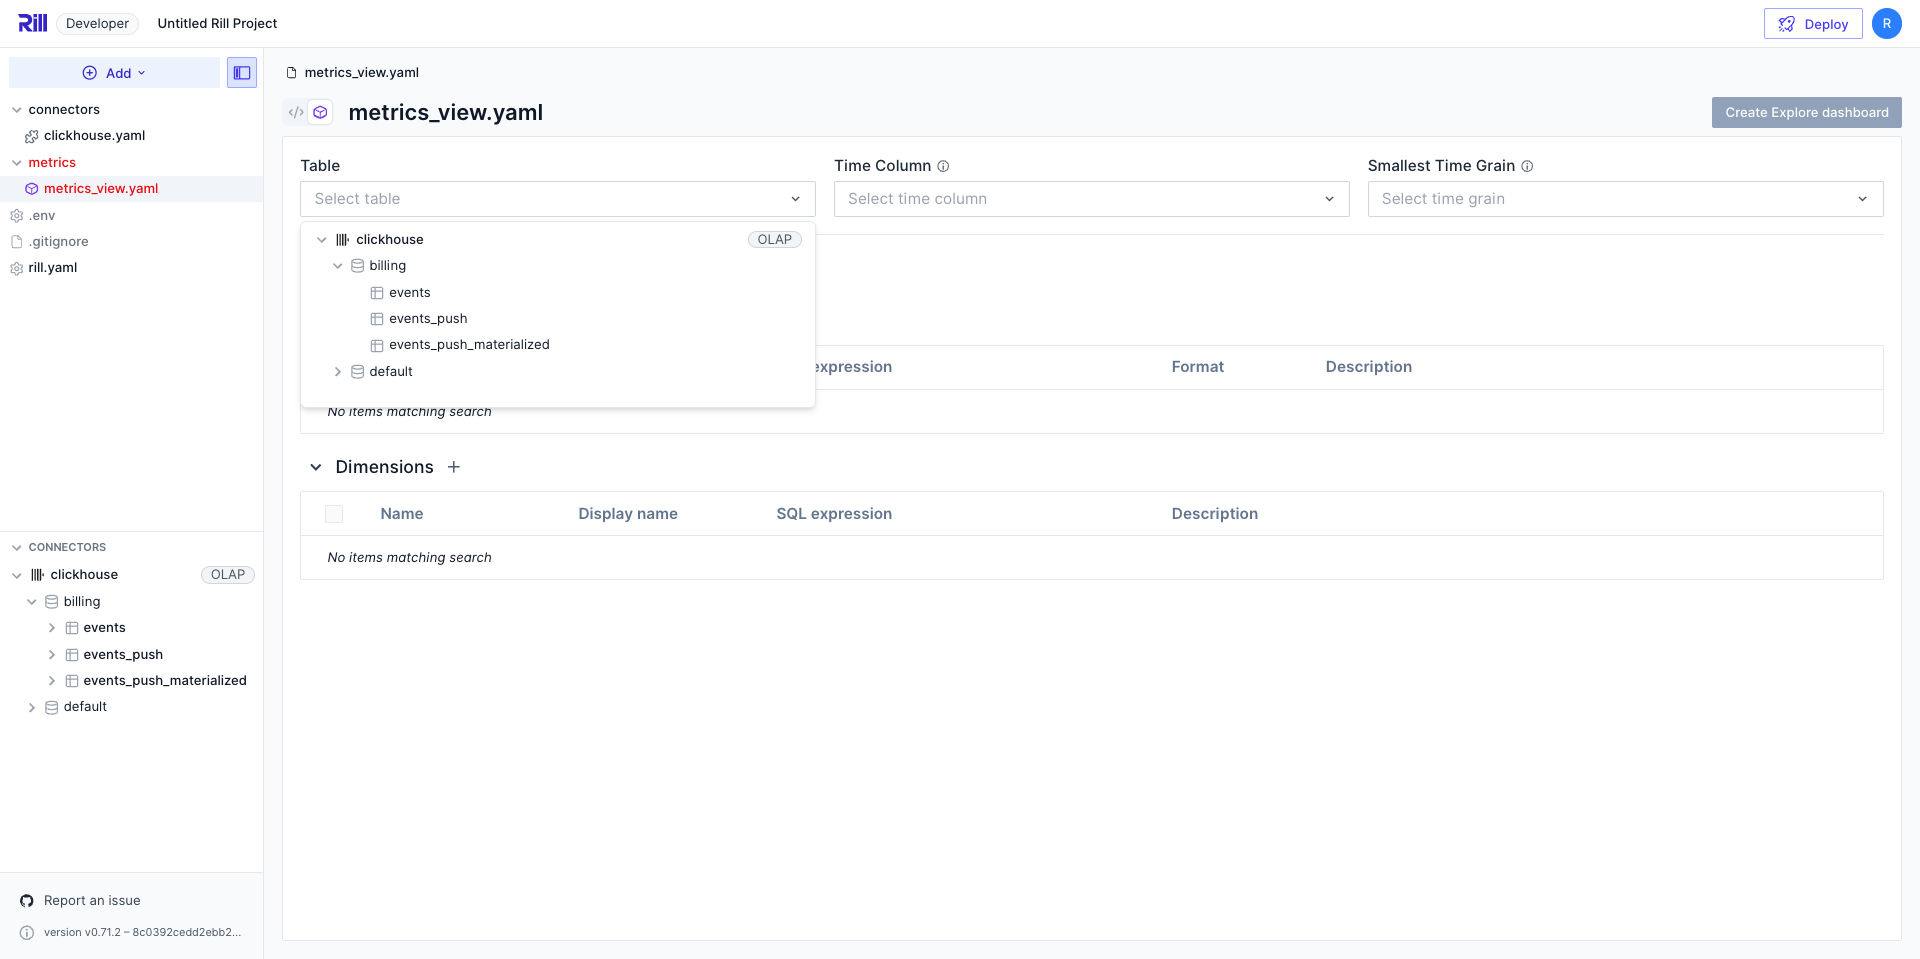 Rill Developer Untitled Rill Project Deploy R
Add
connectors
clickhouse.yaml
metrics
metrics_view.yaml
.env
.gitignore
rill.yaml
CONNECTORS
clickhouse OLAP
billing
events
events_push
events_push_materialized
default
Report an issue
version v0.71.2 – 8c0392cedd2ebb2...
metrics_view.yaml
metrics_view.yaml
Create Explore dashboard
Table
Select table
Time Column
Select time column
Smallest Time Grain
Select time grain
clickhouse OLAP
billing
events
events_push
events_push_materialized
default
expression Format Description
No items matching search
Dimensions
Name Display name SQL expression Description
No items matching search